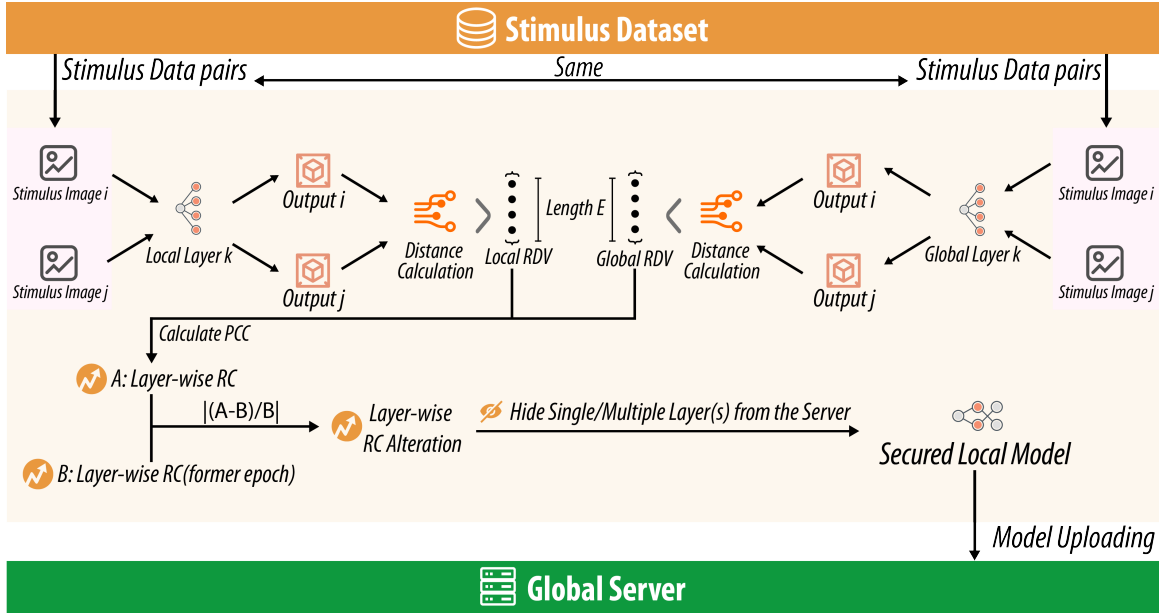 Stimulus Dataset
Stimulus Data pairs
Same
Stimulus Data pairs
Stimulus Image i
Stimulus Image j
Local Layer k
Output i
Output j
Distance
Calculation
Local RDV
Length E
Global RDV
Distance
Calculation
Output i
Output j
Global Layer k
Stimulus Image i
Stimulus Image j
Calculate PCC
A: Layer-wise RC
|(A-B)/B|
B: Layer-wise RC(former epoch)
Layer-wise
RC Alteration
Hide Single/Multiple Layer(s) from the Server
Secured Local Model
Model Uploading
Global Server